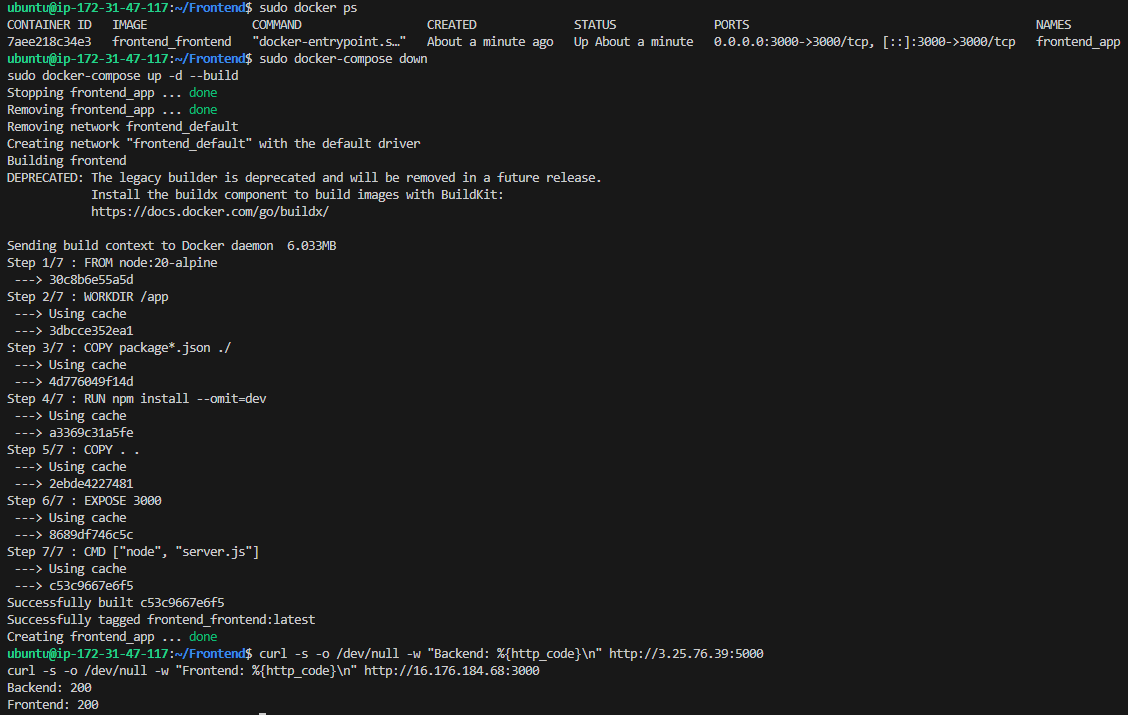 ubuntu@ip-172-31-47-117:~/Frontend$ sudo docker ps
CONTAINER ID   IMAGE               COMMAND                  CREATED              STATUS              PORTS                                         NAMES
7aee218c34e3   frontend_frontend   "docker-entrypoint.s…"   About a minute ago   Up About a minute   0.0.0.0:3000->3000/tcp, [::]:3000->3000/tcp   frontend_app
ubuntu@ip-172-31-47-117:~/Frontend$ sudo docker-compose down
sudo docker-compose up -d --build
Stopping frontend_app ... done
Removing frontend_app ... done
Removing network frontend_default
Creating network "frontend_default" with the default driver
Building frontend
DEPRECATED: The legacy builder is deprecated and will be removed in a future release.
            Install the buildx component to build images with BuildKit:
            https://docs.docker.com/go/buildx/
Sending build context to Docker daemon  6.033MB
Step 1/7 : FROM node:20-alpine
 ---> 30c8b6e55a5d
Step 2/7 : WORKDIR /app
 ---> Using cache
 ---> 3dbcce352ea1
Step 3/7 : COPY package*.json ./
 ---> Using cache
 ---> 4d776049f14d
Step 4/7 : RUN npm install --omit=dev
 ---> Using cache
 ---> a3369c31a5fe
Step 5/7 : COPY . .
 ---> Using cache
 ---> 2ebde4227481
Step 6/7 : EXPOSE 3000
 ---> Using cache
 ---> 8689df746c5c
Step 7/7 : CMD ["node", "server.js"]
 ---> Using cache
 ---> c53c9667e6f5
Successfully built c53c9667e6f5
Successfully tagged frontend_frontend:latest
Creating frontend_app ... done
ubuntu@ip-172-31-47-117:~/Frontend$ curl -s -o /dev/null -w "Backend: %{http_code}\n" http://3.25.76.39:5000
curl -s -o /dev/null -w "Frontend: %{http_code}\n" http://16.176.184.68:3000
Backend: 200
Frontend: 200